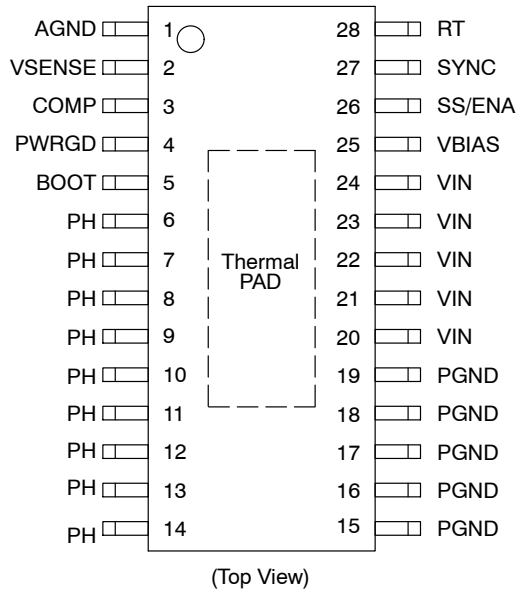 AGND 1 28 RT
VSENSE 2 27 SYNC
COMP 3 26 SS/ENA
PWRGD 4 25 VBIAS
BOOT 5 24 VIN
PH 6 23 VIN
PH 7 22 VIN
PH 8 21 VIN
PH 9 20 VIN
PH 10 19 PGND
PH 11 18 PGND
PH 12 17 PGND
PH 13 16 PGND
PH 14 15 PGND
Thermal
PAD
(Top View)